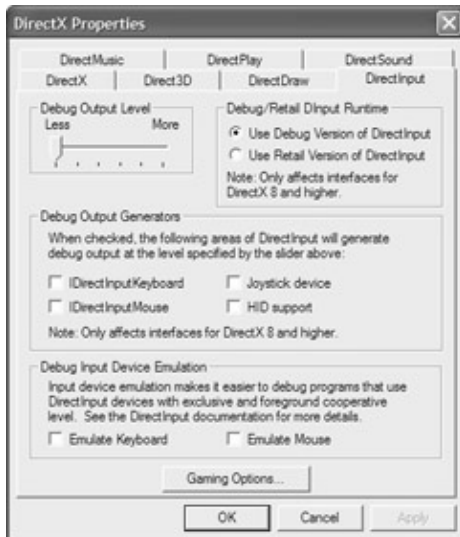 DirectX Properties
DirectMusic DirectPlay DirectSound
DirectX Direct3D DirectDraw DirectInput
Debug Output Level
Less More
Debug/Retail DInput Runtime
Use Debug Version of DirectInput
Use Retail Version of DirectInput
Note: Only affects interfaces for
DirectX 8 and higher.
Debug Output Generators
When checked, the following areas of DirectInput will generate
debug output at the level specified by the slider above:
IDirectInputKeyboard Joystick device
IDirectInputMouse HID support
Note: Only affects interfaces for DirectX 8 and higher.
Debug Input Device Emulation
Input device emulation makes it easier to debug programs that use
DirectInput devices with exclusive and foreground cooperative
level. See the DirectInput documentation for more details.
Emulate Keyboard Emulate Mouse
Gaming Options...
OK Cancel Apply